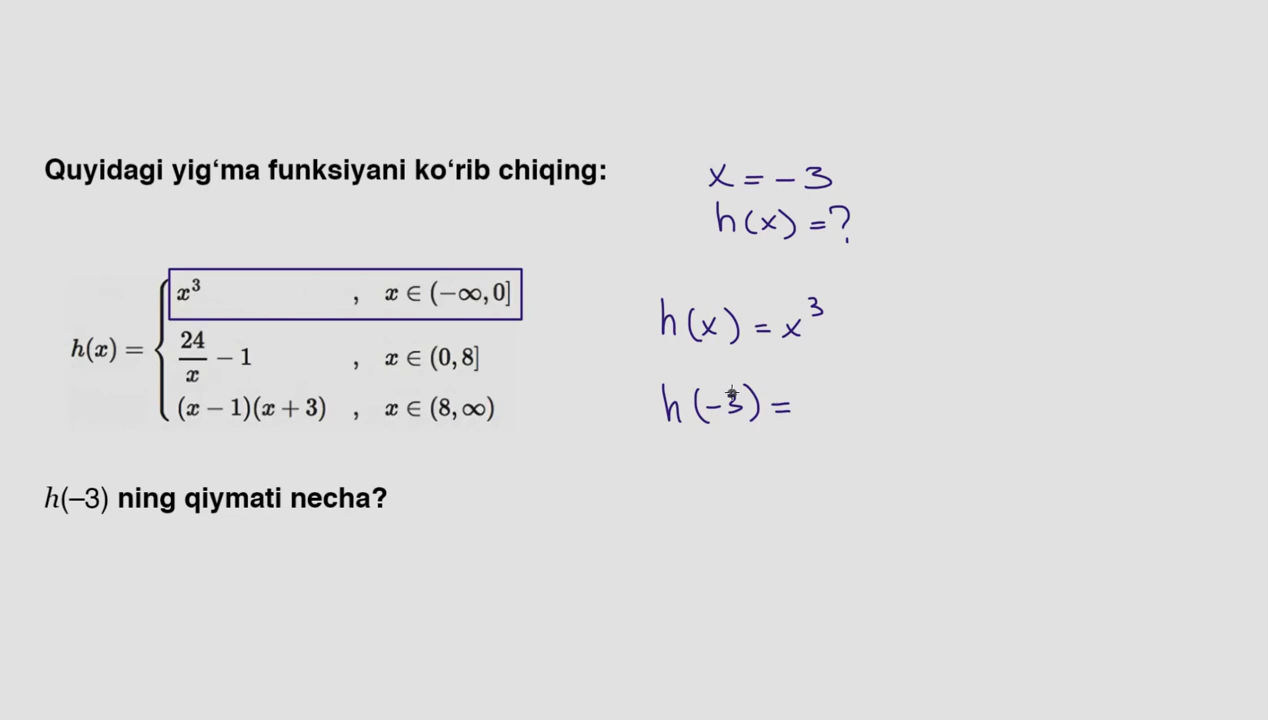 Quyidagi yig‘ma funksiyani ko‘rib chiqing:
x = -3
h(x) = ?
x³ , x ∈ (−∞, 0]
h(x) = 24/x − 1 , x ∈ (0, 8]
(x − 1)(x + 3) , x ∈ (8, ∞)
h(x) = x³
h(-3) =
h(–3) ning qiymati necha?